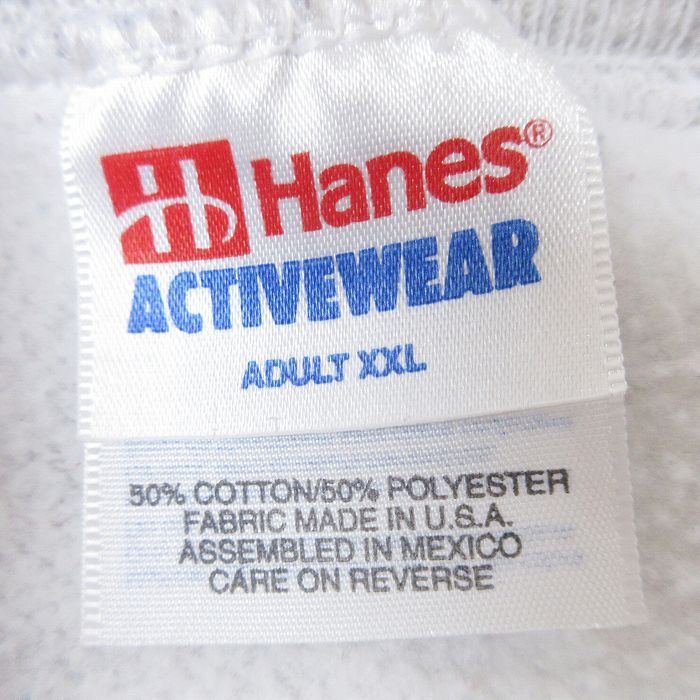 Hanes®
ACTIVEWEAR
ADULT XXL
50% COTTON/50% POLYESTER
FABRIC MADE IN U.S.A.
ASSEMBLED IN MEXICO
CARE ON REVERSE